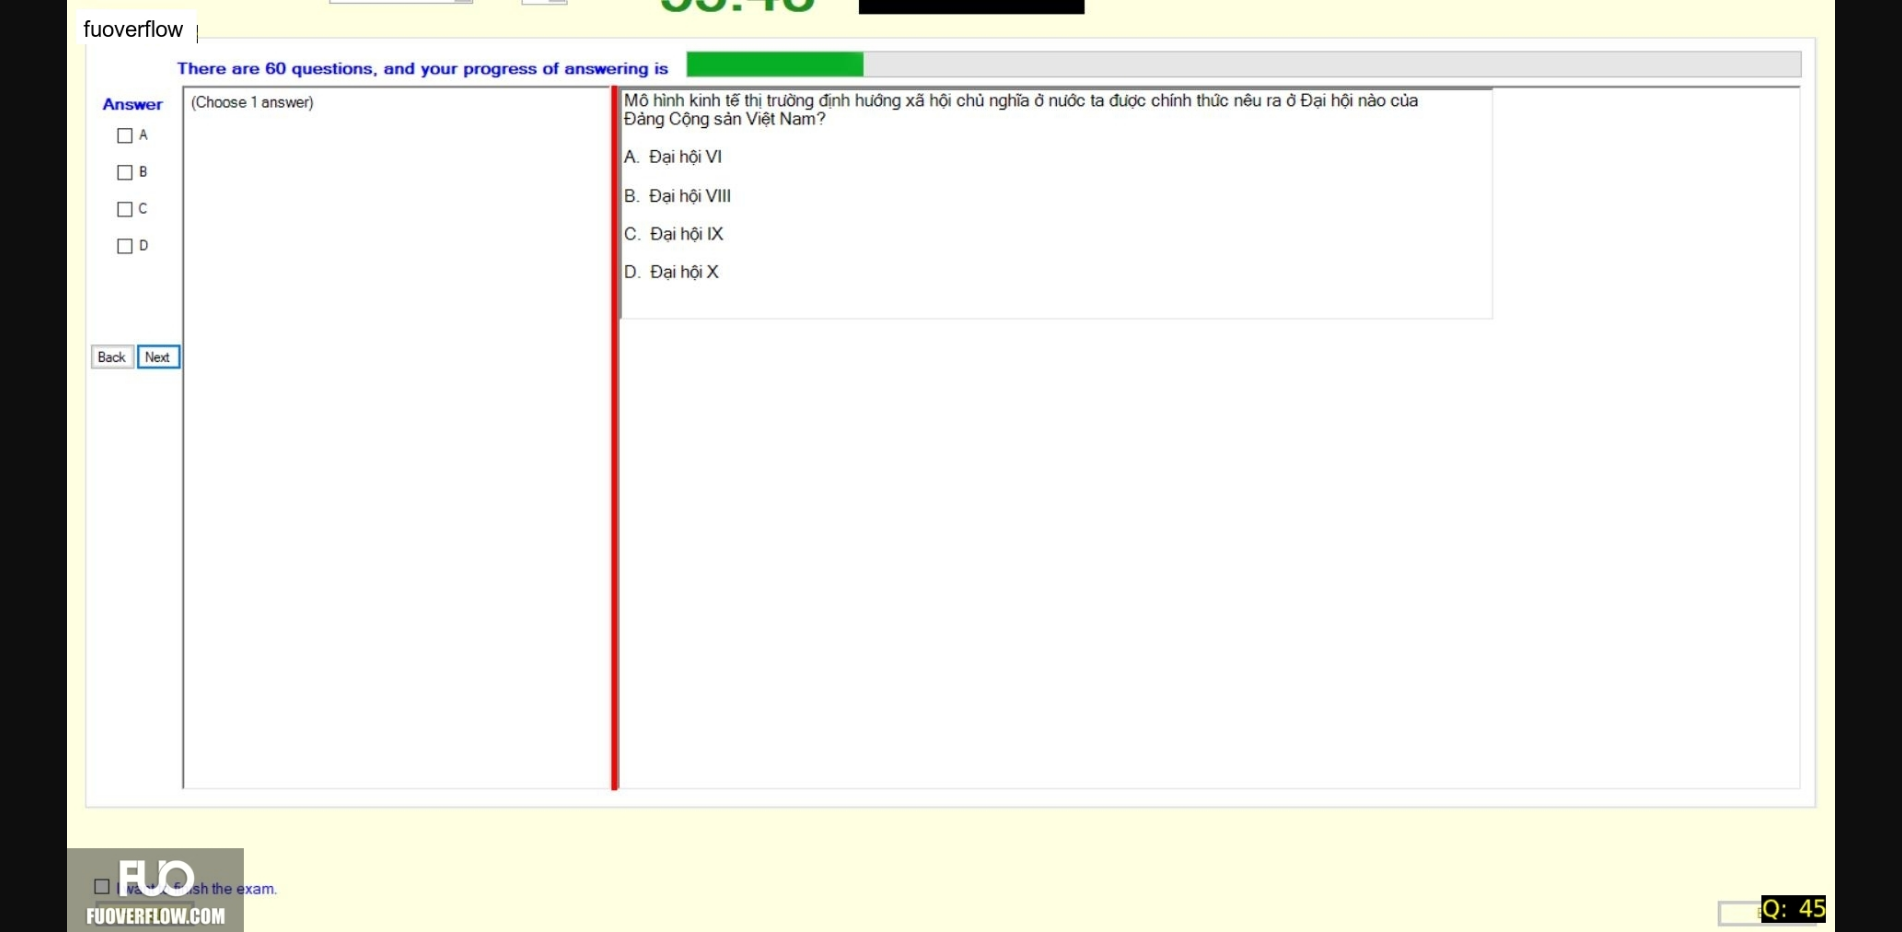 fuoverflow
There are 60 questions, and your progress of answering is
Answer
(Choose 1 answer)
A
B
C
D
Back
Next
Mô hình kinh tế thị trường định hướng xã hội chủ nghĩa ở nước ta được chính thức nêu ra ở Đại hội nào của
Đảng Cộng sản Việt Nam?
A. Đại hội VI
B. Đại hội VIII
C. Đại hội IX
D. Đại hội X
FUO
sh the exam.
FUOVERFLOW.COM
Q: 45